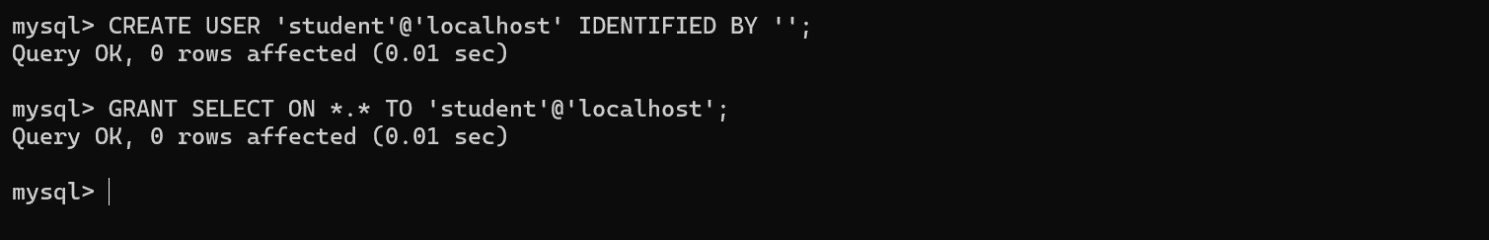 mysql> CREATE USER 'student'@'localhost' IDENTIFIED BY '';
Query OK, 0 rows affected (0.01 sec)
mysql> GRANT SELECT ON *.* TO 'student'@'localhost';
Query OK, 0 rows affected (0.01 sec)
mysql>